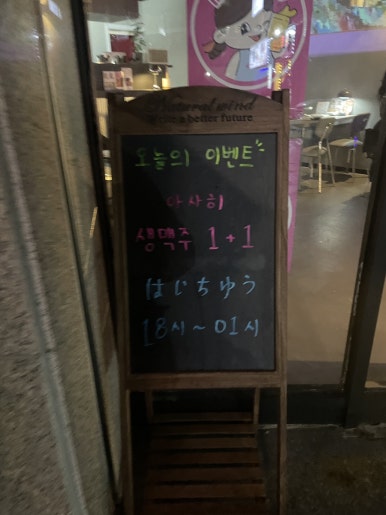 Natural wind
Write a better future
오늘의 이벤트
아사히
생맥주 1+1
はじちゅう
18시~01시